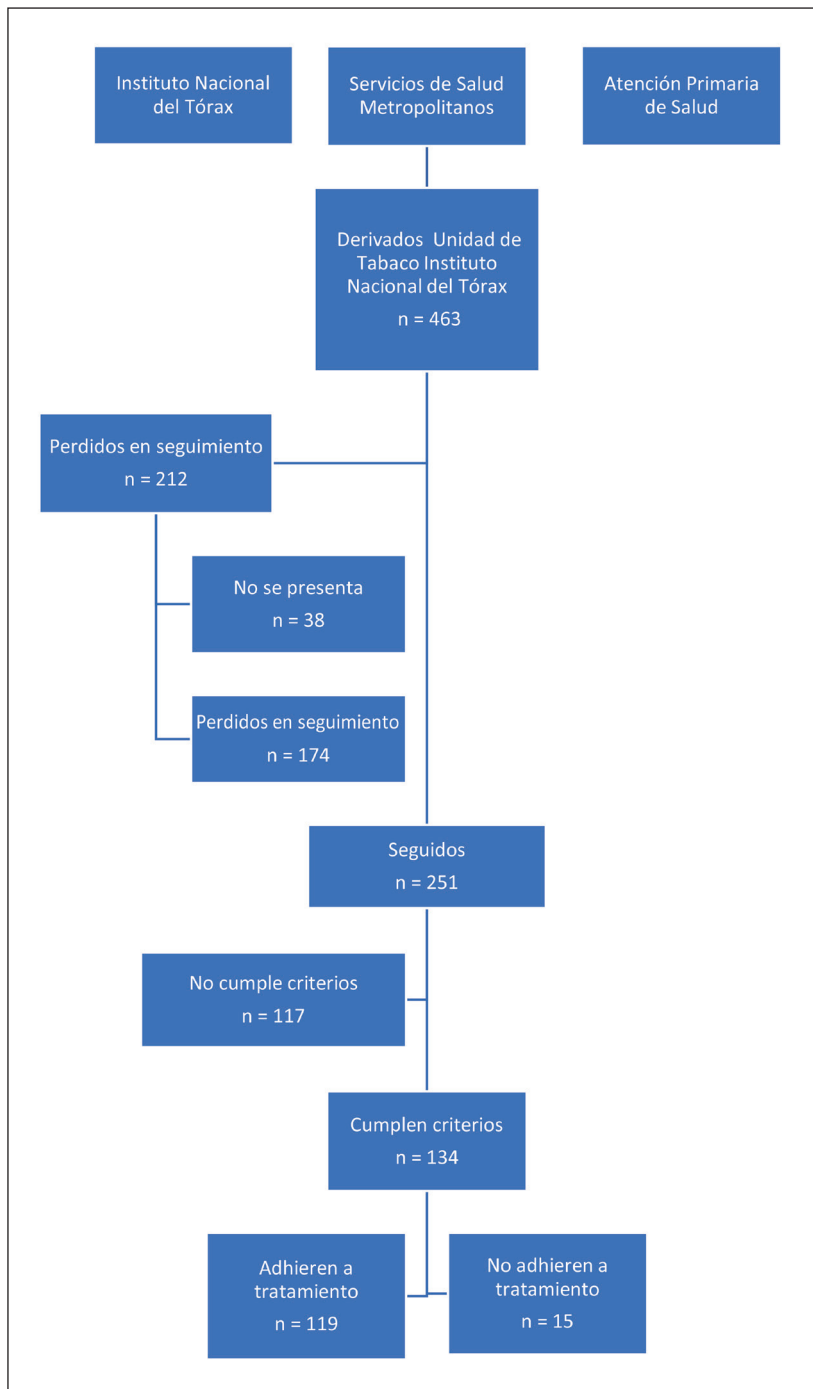 Instituto Nacional
del Tórax
Servicios de Salud
Metropolitanos
Atención Primaria
de Salud
Derivados Unidad de
Tabaco Instituto
Nacional del Tórax
n = 463
Perdidos en seguimiento
n = 212
No se presenta
n = 38
Perdidos en seguimiento
n = 174
Seguidos
n = 251
No cumple criterios
n = 117
Cumplen criterios
n = 134
Adhieren a
tratamiento
n = 119
No adhieren a
tratamiento
n = 15